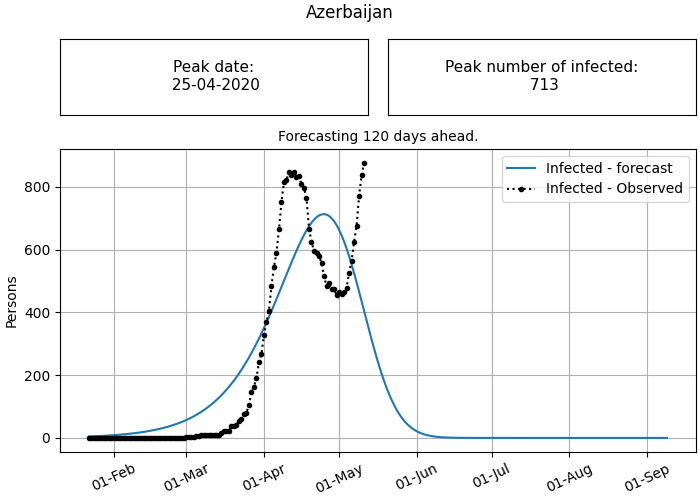 Azerbaijan
Peak date:
25-04-2020
Peak number of infected:
713
Forecasting 120 days ahead.
Infected - forecast
Infected - Observed
Persons
800
600
400
200
0
01-Feb
01-Mar
01-Apr
01-May
01-Jun
01-Jul
01-Aug
01-Sep